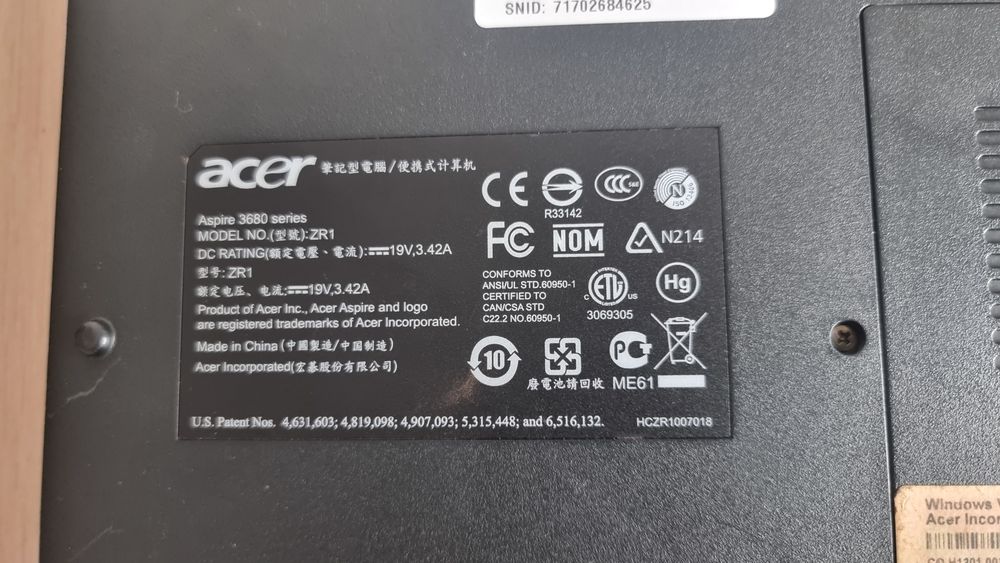 SNID: 71702684625
acer 筆記型電腦/便携式计算机
Aspire 3680 series
MODEL NO.(型號):ZR1
DC RATING(額定電壓、電流):⎓19V,3.42A
型号:ZR1
额定电压、电流:⎓19V,3.42A
Product of Acer Inc., Acer Aspire and logo
are registered trademarks of Acer Incorporated.
Made in China(中國製造/中国制造)
Acer Incorporated(宏碁股份有限公司)
CE
R33142
CCC S&E
N
ISO 13406
FC
NOM
N214
CONFORMS TO
ANSI/UL STD.60950-1
CERTIFIED TO
CAN/CSA STD
C22.2 NO.60950-1
INTERTEK
C ETL US
LISTED
3069305
Hg
10
廢電池請回收
PC
ME61
U.S. Patent Nos. 4,631,603; 4,819,098; 4,907,093; 5,315,448; and 6,516,132.
HCZR1007018
Windows
Acer Incor